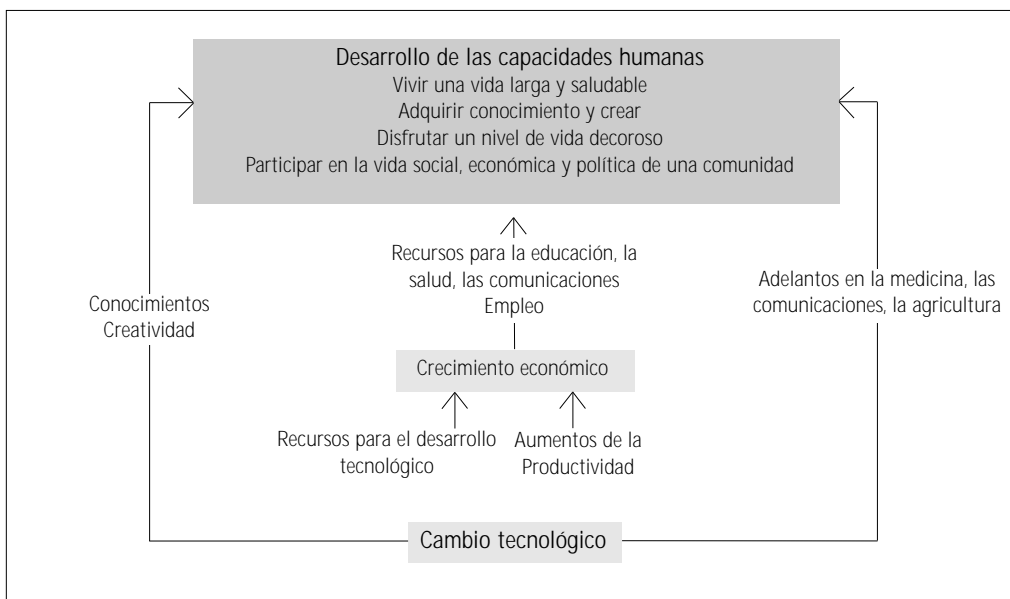 Desarrollo de las capacidades humanas
Vivir una vida larga y saludable
Adquirir conocimiento y crear
Disfrutar un nivel de vida decoroso
Participar en la vida social, económica y política de una comunidad
Recursos para la educación, la
salud, las comunicaciones
Empleo
Conocimientos
Creatividad
Adelantos en la medicina, las
comunicaciones, la agricultura
Crecimiento económico
Recursos para el desarrollo
tecnológico
Aumentos de la
Productividad
Cambio tecnológico